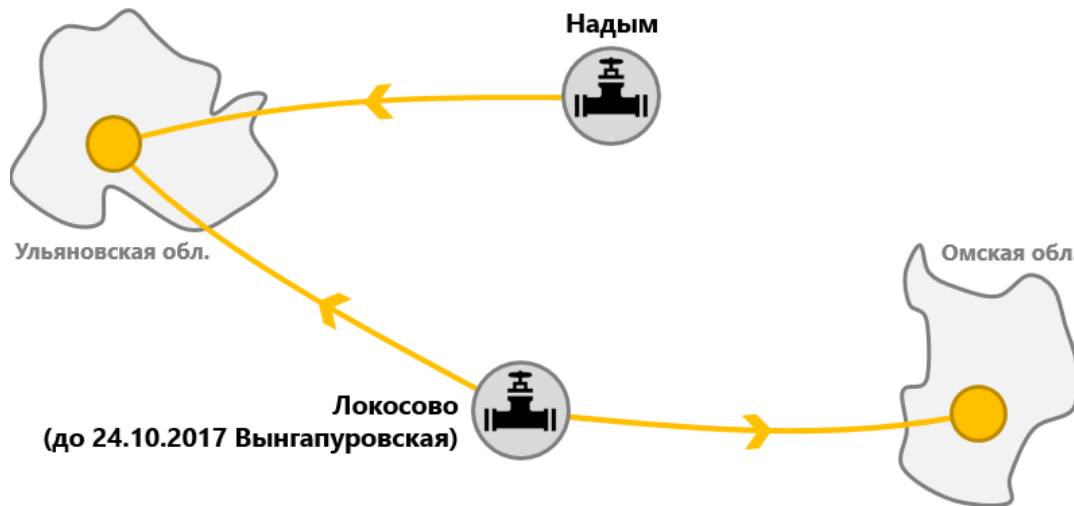 Надым
Ульяновская обл.
Омская обл.
Локосово
(до 24.10.2017 Вынгапуровская)